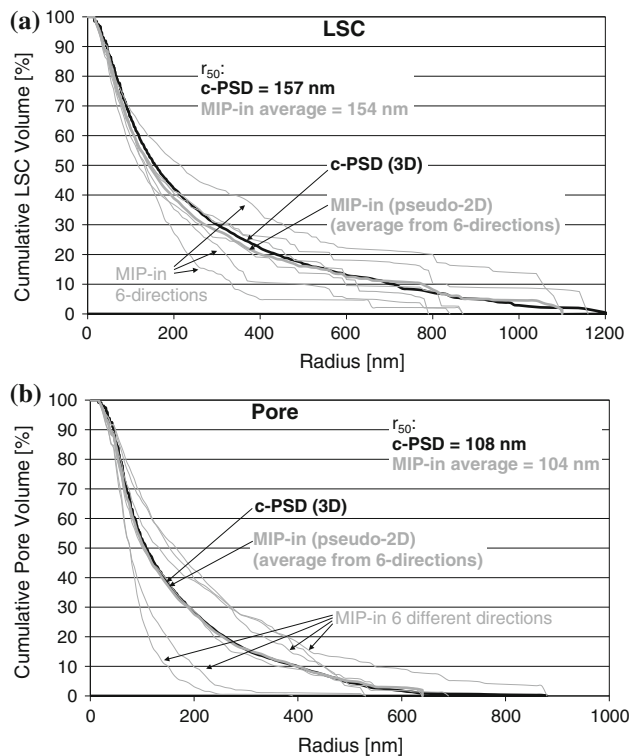 (a)
LSC
r50:
c-PSD = 157 nm
MIP-in average = 154 nm
c-PSD (3D)
MIP-in (pseudo-2D)
(average from 6-directions)
MIP-in
6-directions
Cumulative LSC Volume [%]
100
90
80
70
60
50
40
30
20
10
0
0 200 400 600 800 1000 1200
Radius [nm]
(b)
Pore
r50:
c-PSD = 108 nm
MIP-in average = 104 nm
c-PSD (3D)
MIP-in (pseudo-2D)
(average from 6-directions)
MIP-in 6 different directions
Cumulative Pore Volume [%]
100
90
80
70
60
50
40
30
20
10
0
0 200 400 600 800 1000
Radius [nm]